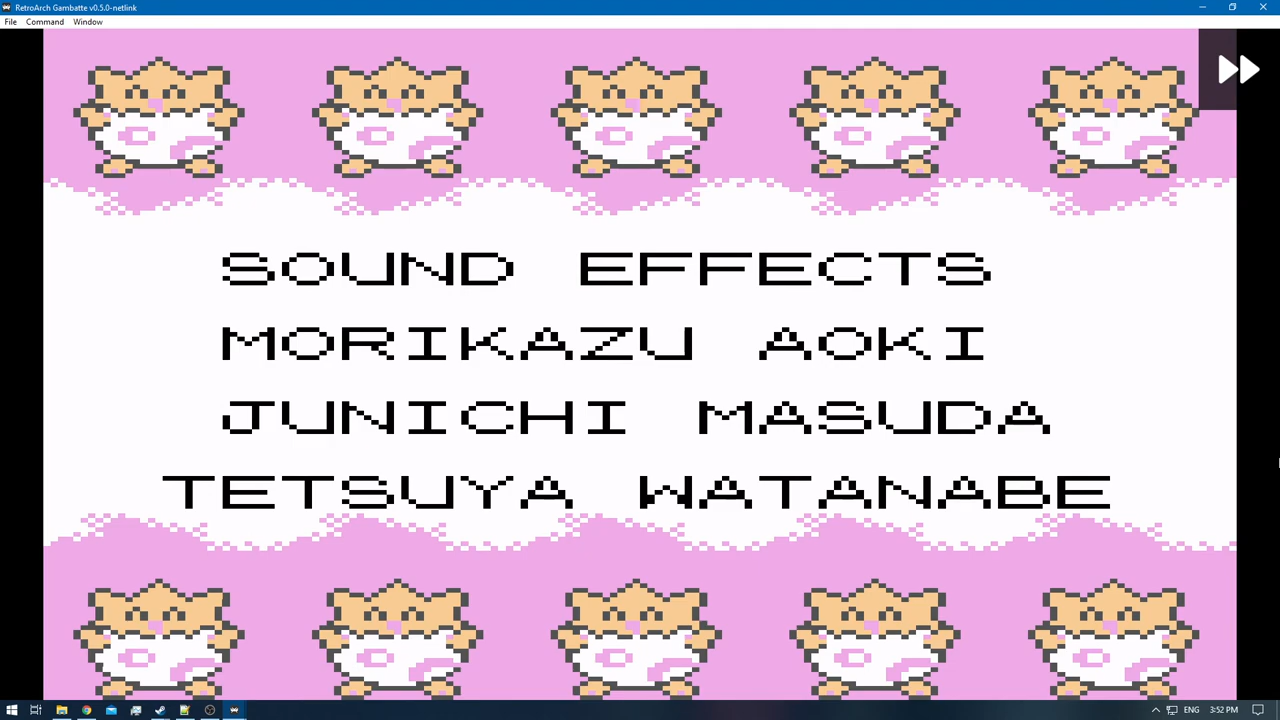 RetroArch Gambatte v0.5.0-netlink
File Command Window
SOUND EFFECTS
MORIKAZU AOKI
JUNICHI MASUDA
TETSUYA WATANABE
ENG 3:52 PM